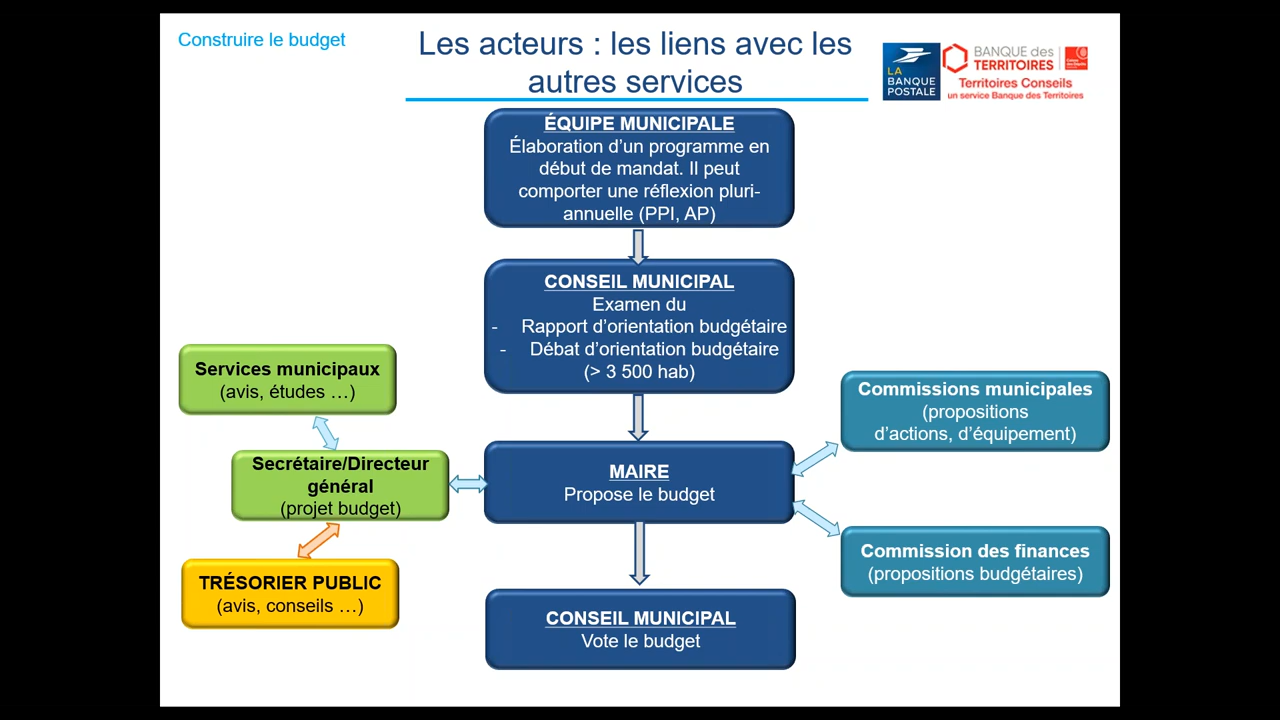 Construire le budget
Les acteurs : les liens avec les
autres services
LA
BANQUE
POSTALE
BANQUE des
TERRITOIRES
Territoires Conseils
un service Banque des Territoires
ÉQUIPE MUNICIPALE
Élaboration d’un programme en
début de mandat. Il peut
comporter une réflexion pluri-
annuelle (PPI, AP)
CONSEIL MUNICIPAL
Examen du
- Rapport d’orientation budgétaire
- Débat d’orientation budgétaire
(> 3 500 hab)
Services municipaux
(avis, études …)
Secrétaire/Directeur
général
(projet budget)
TRÉSORIER PUBLIC
(avis, conseils …)
MAIRE
Propose le budget
Commissions municipales
(propositions
d’actions, d’équipement)
Commission des finances
(propositions budgétaires)
CONSEIL MUNICIPAL
Vote le budget